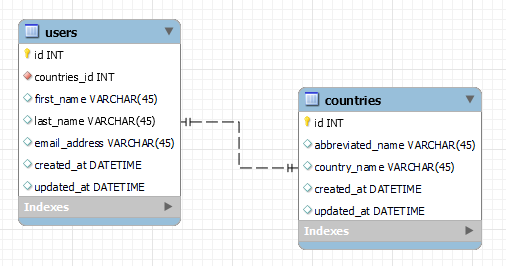 users
id INT
countries_id INT
first_name VARCHAR(45)
last_name VARCHAR(45)
email_address VARCHAR(45)
created_at DATETIME
updated_at DATETIME
Indexes
countries
id INT
abbreviated_name VARCHAR(45)
country_name VARCHAR(45)
created_at DATETIME
updated_at DATETIME
Indexes